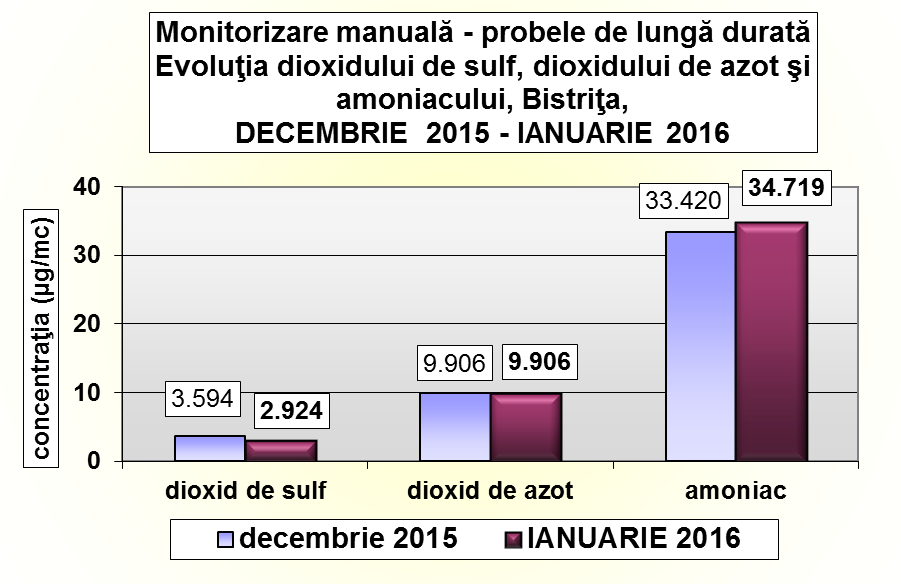 Monitorizare manuală - probele de lungă durată
Evoluţia dioxidului de sulf, dioxidului de azot şi
amoniacului, Bistriţa,
DECEMBRIE 2015 - IANUARIE 2016
concentraţia (µg/mc)
40
30
20
10
0
3.594
2.924
9.906
9.906
33.420
34.719
dioxid de sulf
dioxid de azot
amoniac
decembrie 2015
IANUARIE 2016